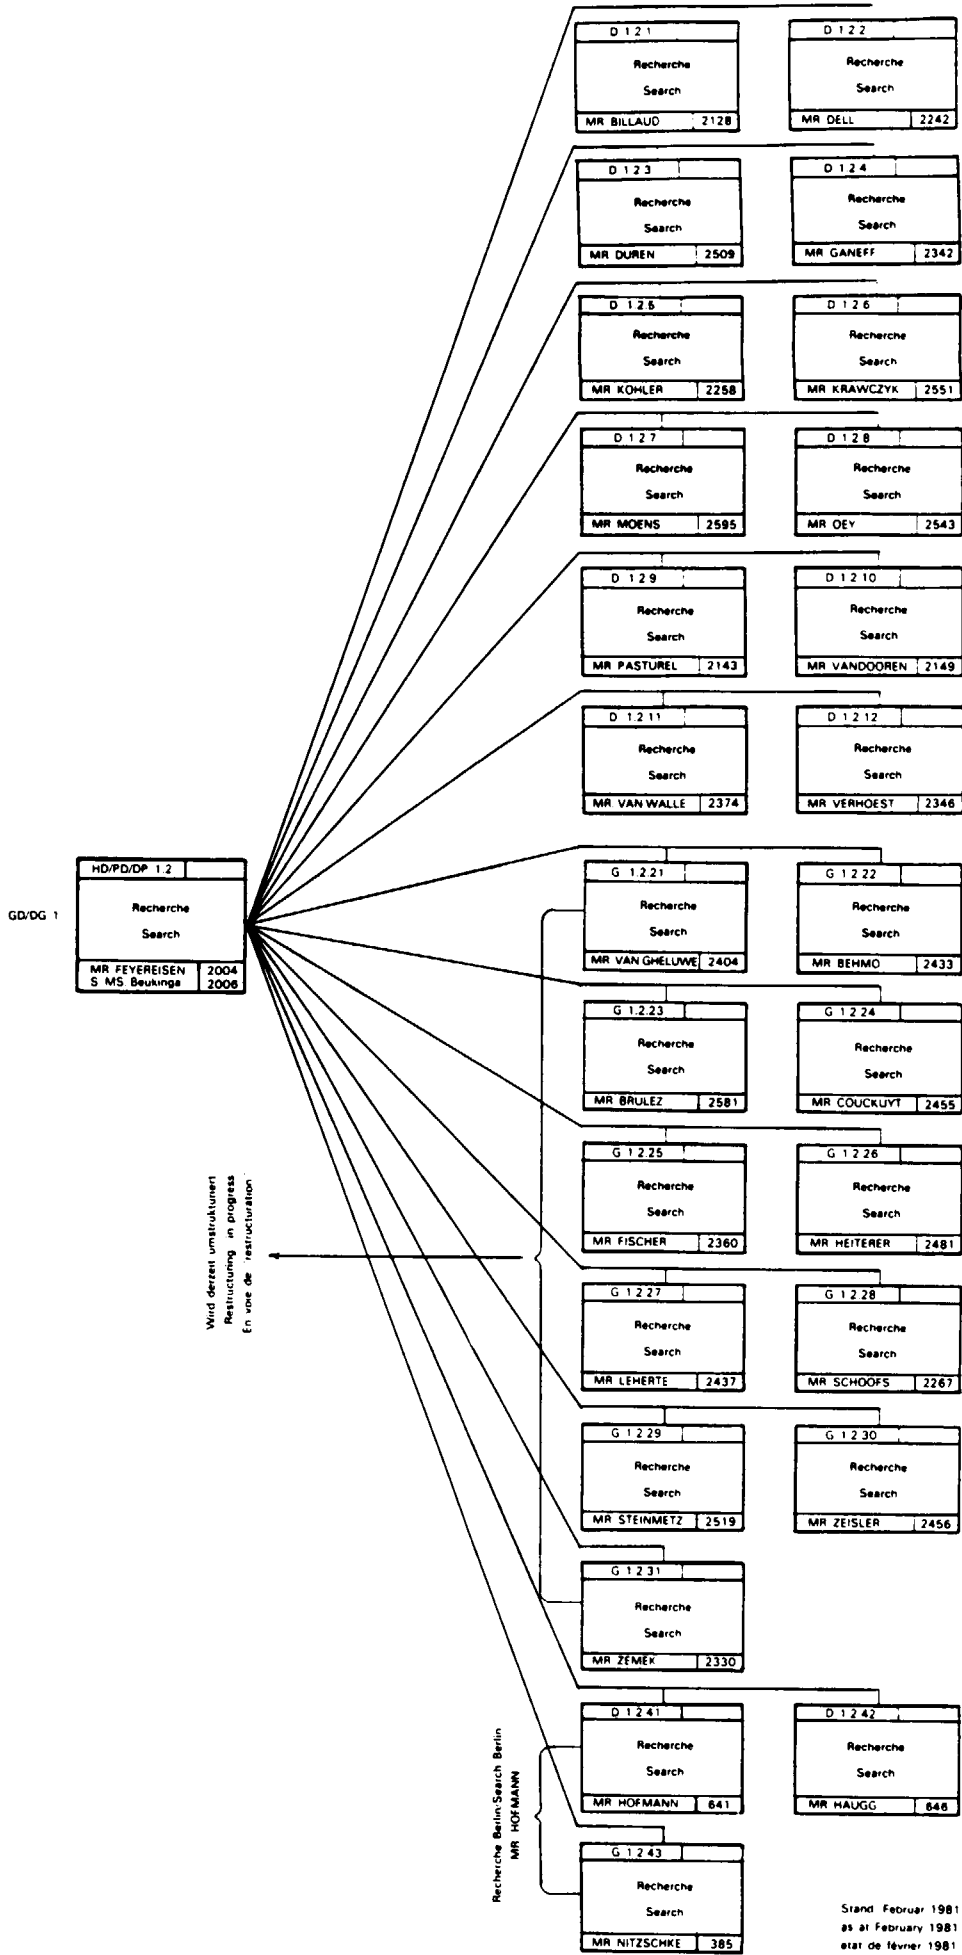 D 1 2 1
Recherche
Search
MR BILLAUD 2128
D 1 2 2
Recherche
Search
MR DELL 2242
D 1 2 3
Recherche
Search
MR DUREN 2509
D 1 2 4
Recherche
Search
MR GANEFF 2342
D 1 2 5
Recherche
Search
MR KOHLER 2258
D 1 2 6
Recherche
Search
MR KRAWCZYK 2551
D 1 2 7
Recherche
Search
MR MOENS 2595
D 1 2 8
Recherche
Search
MR OEY 2543
D 1 2 9
Recherche
Search
MR PASTUREL 2143
D 1 2 10
Recherche
Search
MR VANDOOREN 2149
D 1.2 11
Recherche
Search
MR VAN WALLE 2374
D 1 2 12
Recherche
Search
MR VERHOEST 2346
GD/DG 1
HD/PD/DP 1.2
Recherche
Search
MR FEYEREISEN 2004
S MS. Beukinga 2006
G 1.2.21
Recherche
Search
MR VAN GHELUWE 2404
G 1.2.22
Recherche
Search
MR BEHMO 2433
G 1.2.23
Recherche
Search
MR BRULEZ 2581
G 1.2 24
Recherche
Search
MR COUCKUYT 2455
G 1 2.25
Recherche
Search
MR FISCHER 2360
G 1 2 26
Recherche
Search
MR HEITERER 2481
Wird derzeit umstrukturiert
Restructuring in progress
En voie de restructuration
G 1 2 27
Recherche
Search
MR LEHERTE 2437
G 1 2.28
Recherche
Search
MR SCHOOFS 2267
G 1 2 29
Recherche
Search
MR STEINMETZ 2519
G 1 2 30
Recherche
Search
MR ZEISLER 2456
G 1 2 31
Recherche
Search
MR ZEMEK 2330
Recherche Berlin/Search Berlin
MR HOFMANN
D 1 2 41
Recherche
Search
MR HOFMANN 641
D 1 2 42
Recherche
Search
MR HAUGG 646
G 1 2 43
Recherche
Search
MR NITZSCHKE 385
Stand Februar 1981
as at February 1981
etat de février 1981